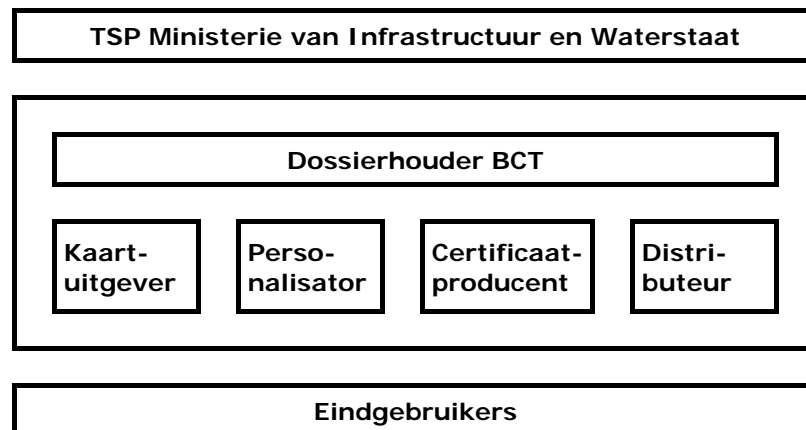 TSP Ministerie van Infrastructuur en Waterstaat
Dossierhouder BCT
Kaart-
uitgever
Perso-
nalisator
Certificaat-
producent
Distri-
buteur
Eindgebruikers